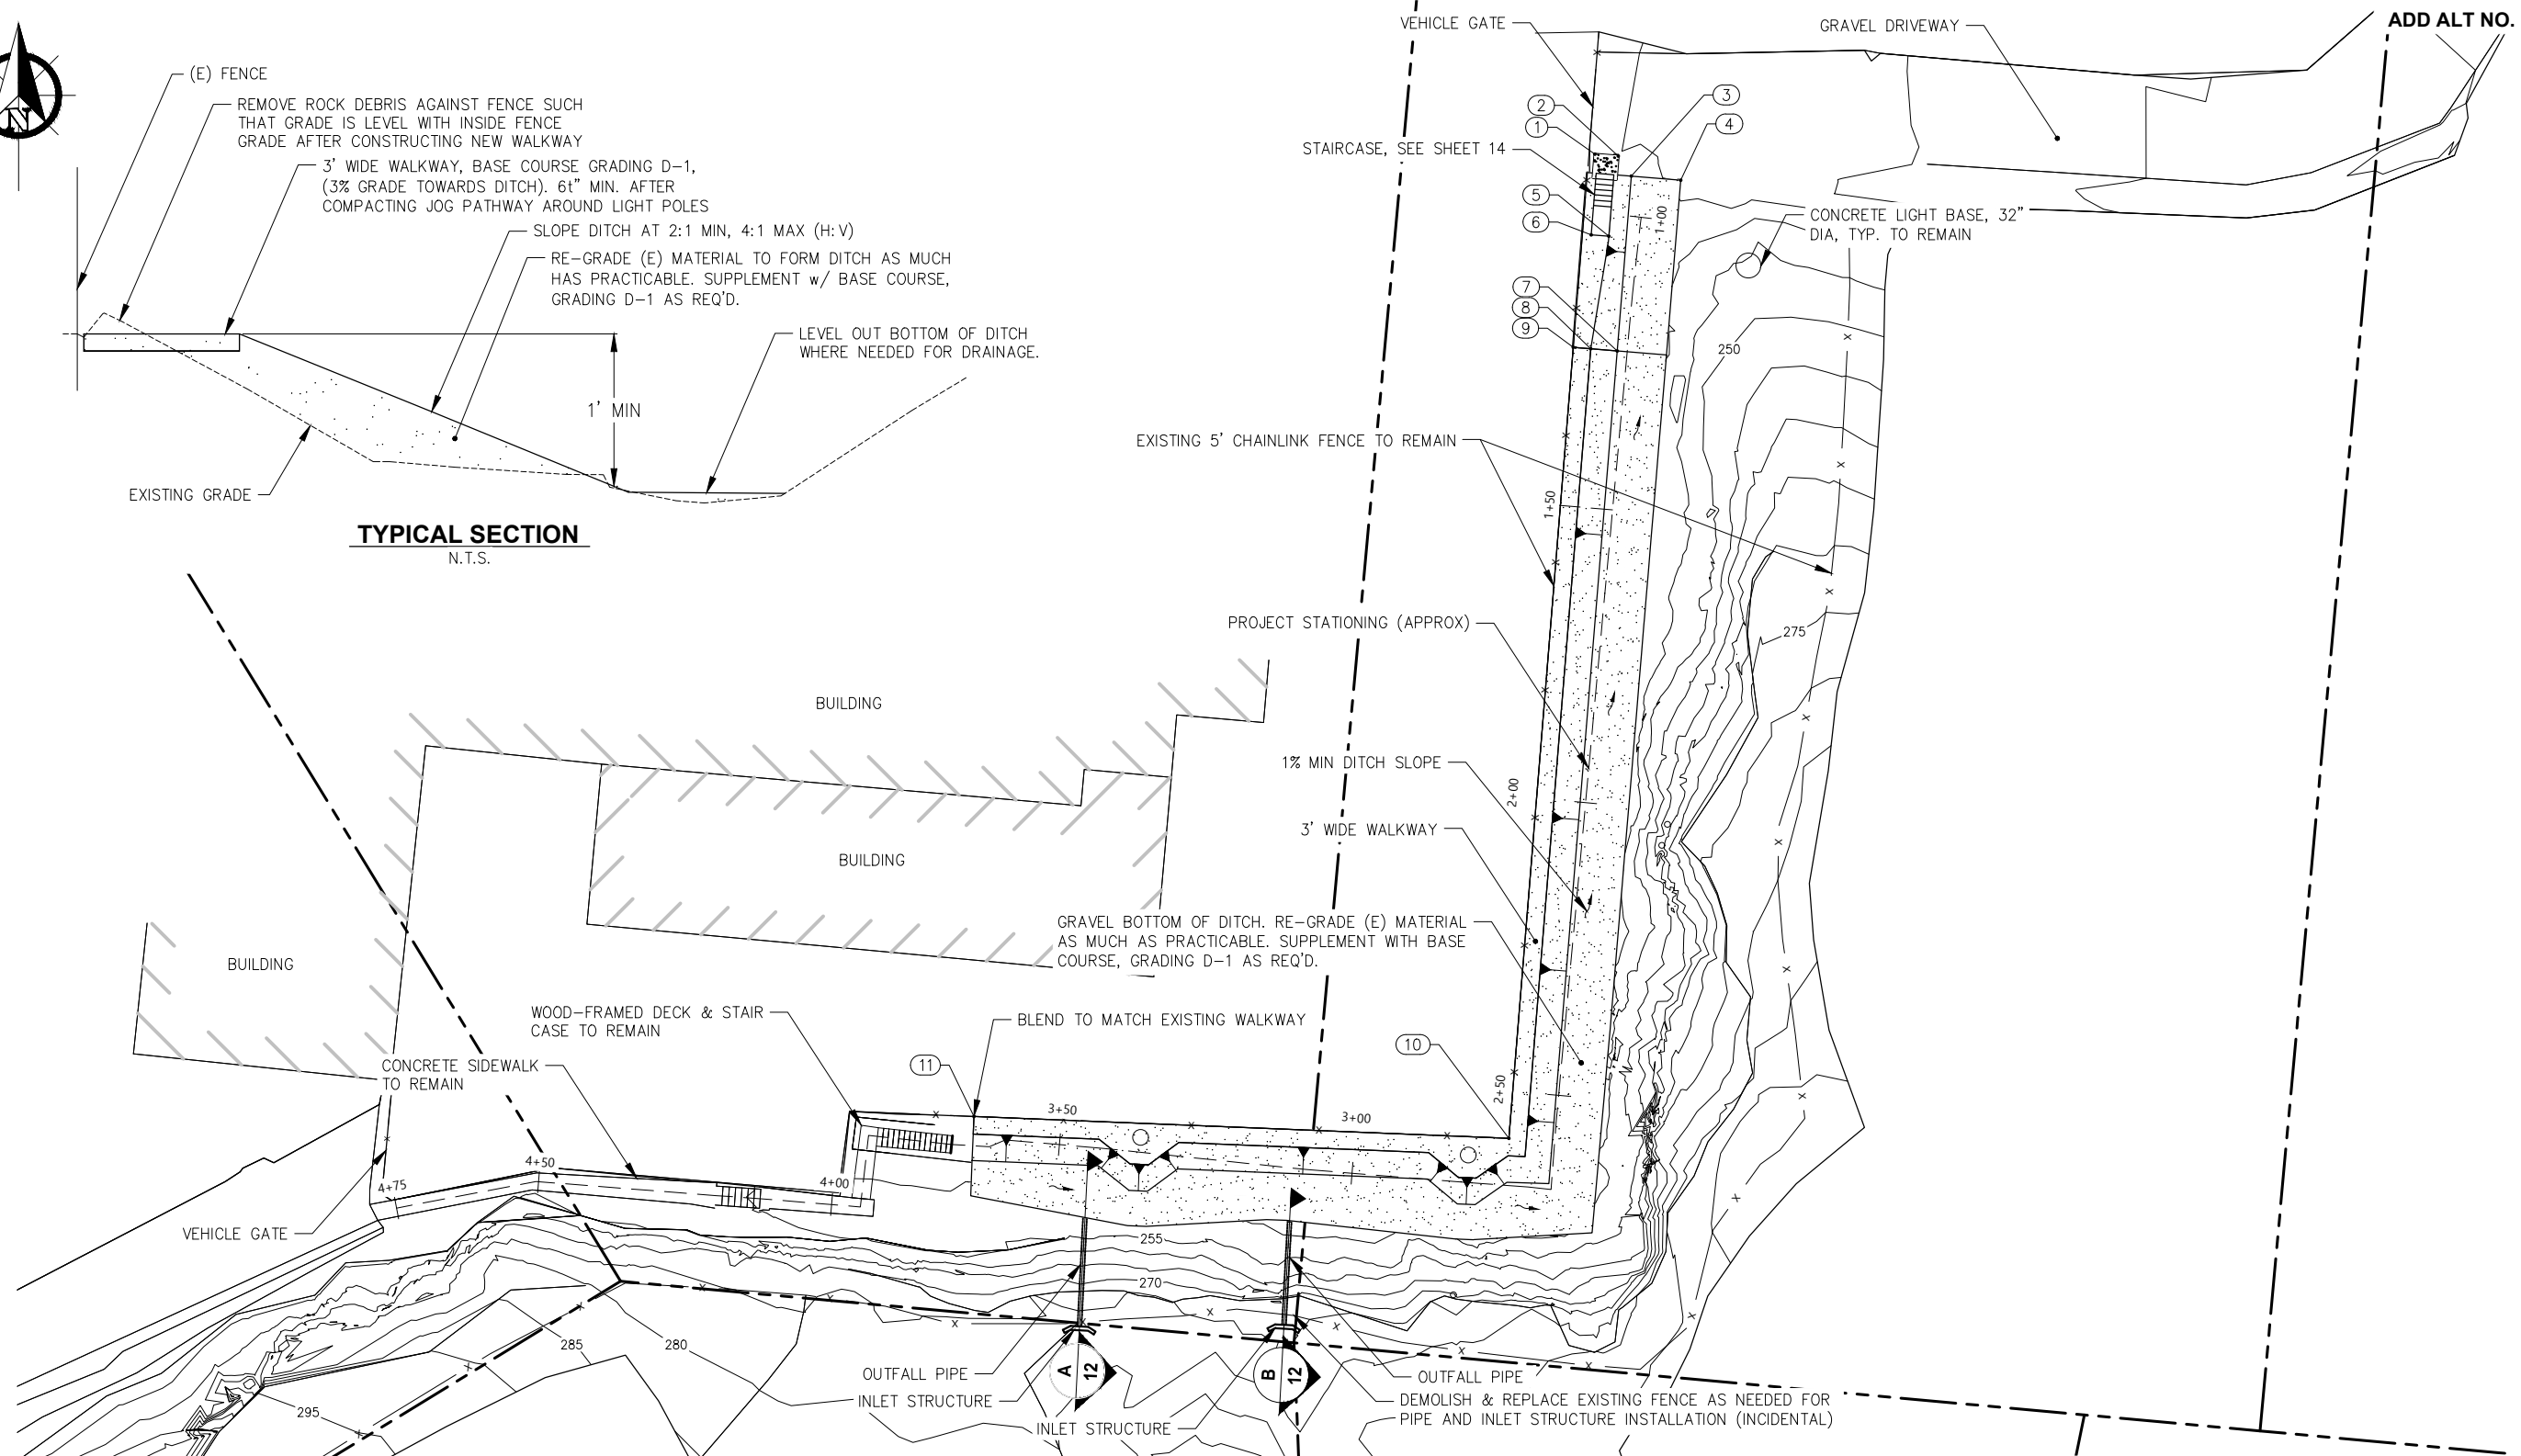 ADD ALT NO.
N
(E) FENCE
REMOVE ROCK DEBRIS AGAINST FENCE SUCH
THAT GRADE IS LEVEL WITH INSIDE FENCE
GRADE AFTER CONSTRUCTING NEW WALKWAY
3' WIDE WALKWAY, BASE COURSE GRADING D-1,
(3% GRADE TOWARDS DITCH). 6t" MIN. AFTER
COMPACTING JOG PATHWAY AROUND LIGHT POLES
SLOPE DITCH AT 2:1 MIN, 4:1 MAX (H:V)
RE-GRADE (E) MATERIAL TO FORM DITCH AS MUCH
HAS PRACTICABLE. SUPPLEMENT w/ BASE COURSE,
GRADING D-1 AS REQ'D.
LEVEL OUT BOTTOM OF DITCH
WHERE NEEDED FOR DRAINAGE.
1' MIN
EXISTING GRADE
TYPICAL SECTION
N.T.S.
VEHICLE GATE
GRAVEL DRIVEWAY
2
1
3
4
STAIRCASE, SEE SHEET 14
5
6
1+00
CONCRETE LIGHT BASE, 32"
DIA, TYP. TO REMAIN
7
8
9
250
EXISTING 5' CHAINLINK FENCE TO REMAIN
1+50
PROJECT STATIONING (APPROX)
275
1% MIN DITCH SLOPE
2+00
3' WIDE WALKWAY
GRAVEL BOTTOM OF DITCH. RE-GRADE (E) MATERIAL
AS MUCH AS PRACTICABLE. SUPPLEMENT WITH BASE
COURSE, GRADING D-1 AS REQ'D.
BUILDING
BUILDING
BUILDING
WOOD-FRAMED DECK & STAIR
CASE TO REMAIN
BLEND TO MATCH EXISTING WALKWAY
CONCRETE SIDEWALK
TO REMAIN
11
10
2+50
3+50
3+00
4+50
4+75
4+00
VEHICLE GATE
255
270
285
280
295
OUTFALL PIPE
INLET STRUCTURE
A
12
B
12
INLET STRUCTURE
OUTFALL PIPE
DEMOLISH & REPLACE EXISTING FENCE AS NEEDED FOR
PIPE AND INLET STRUCTURE INSTALLATION (INCIDENTAL)